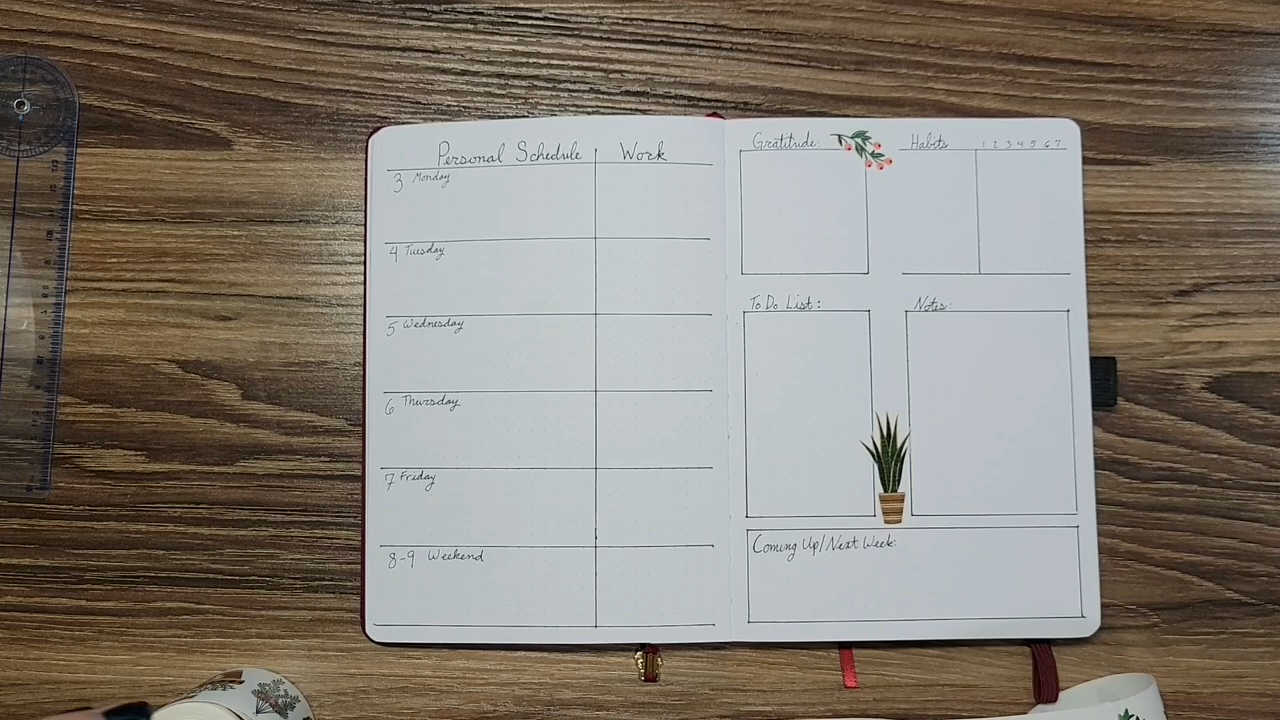 Personal Schedule Work
3 Monday
4 Tuesday
5 Wednesday
6 Thursday
7 Friday
8-9 Weekend
Gratitude:
Habits 1 2 3 4 5 6 7
To Do List:
Notes:
Coming Up/Next Week: